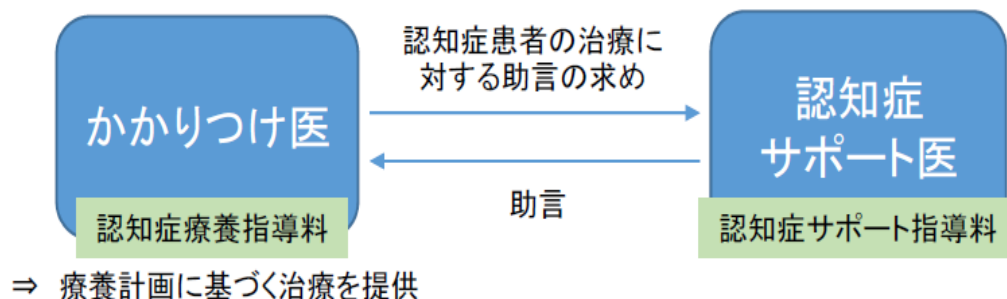 認知症患者の治療に
対する助言の求め
かかりつけ医
認知症
サポート医
助言
認知症療養指導料
認知症サポート指導料
⇒ 療養計画に基づく治療を提供